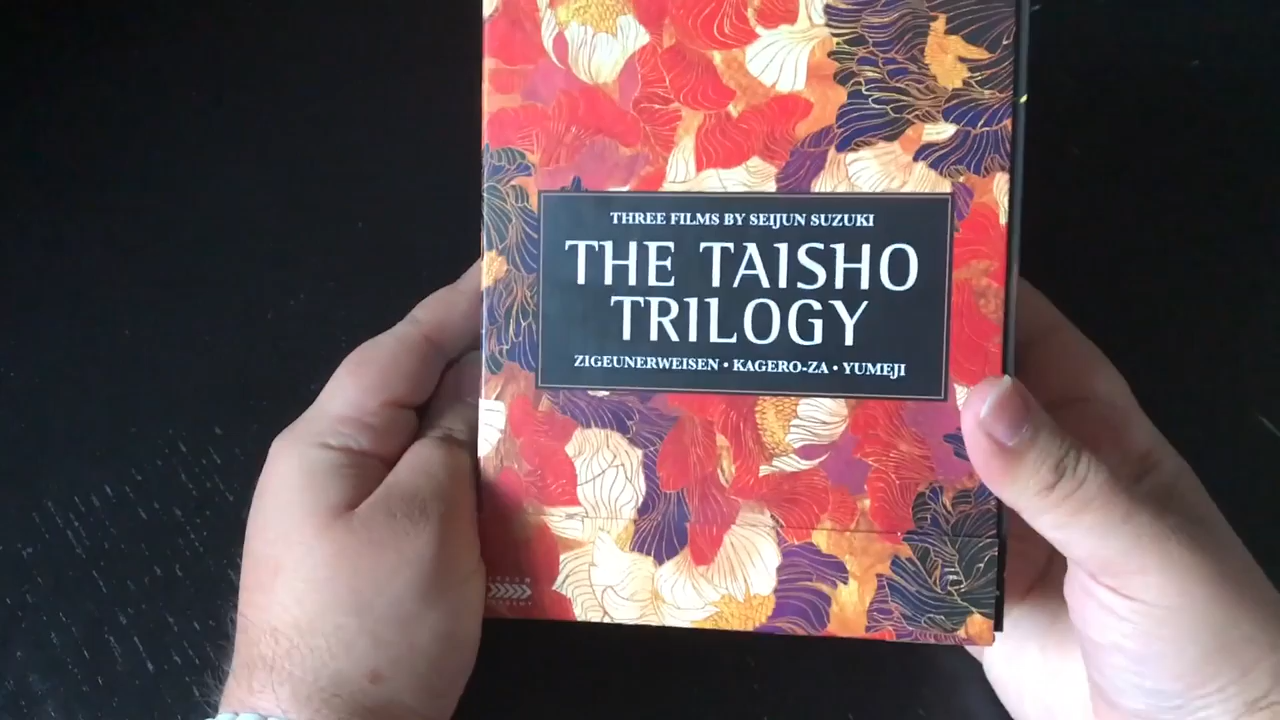 THREE FILMS BY SEIJUN SUZUKI
THE TAISHO
TRILOGY
ZIGEUNERWEISEN • KAGERO-ZA • YUMEJI